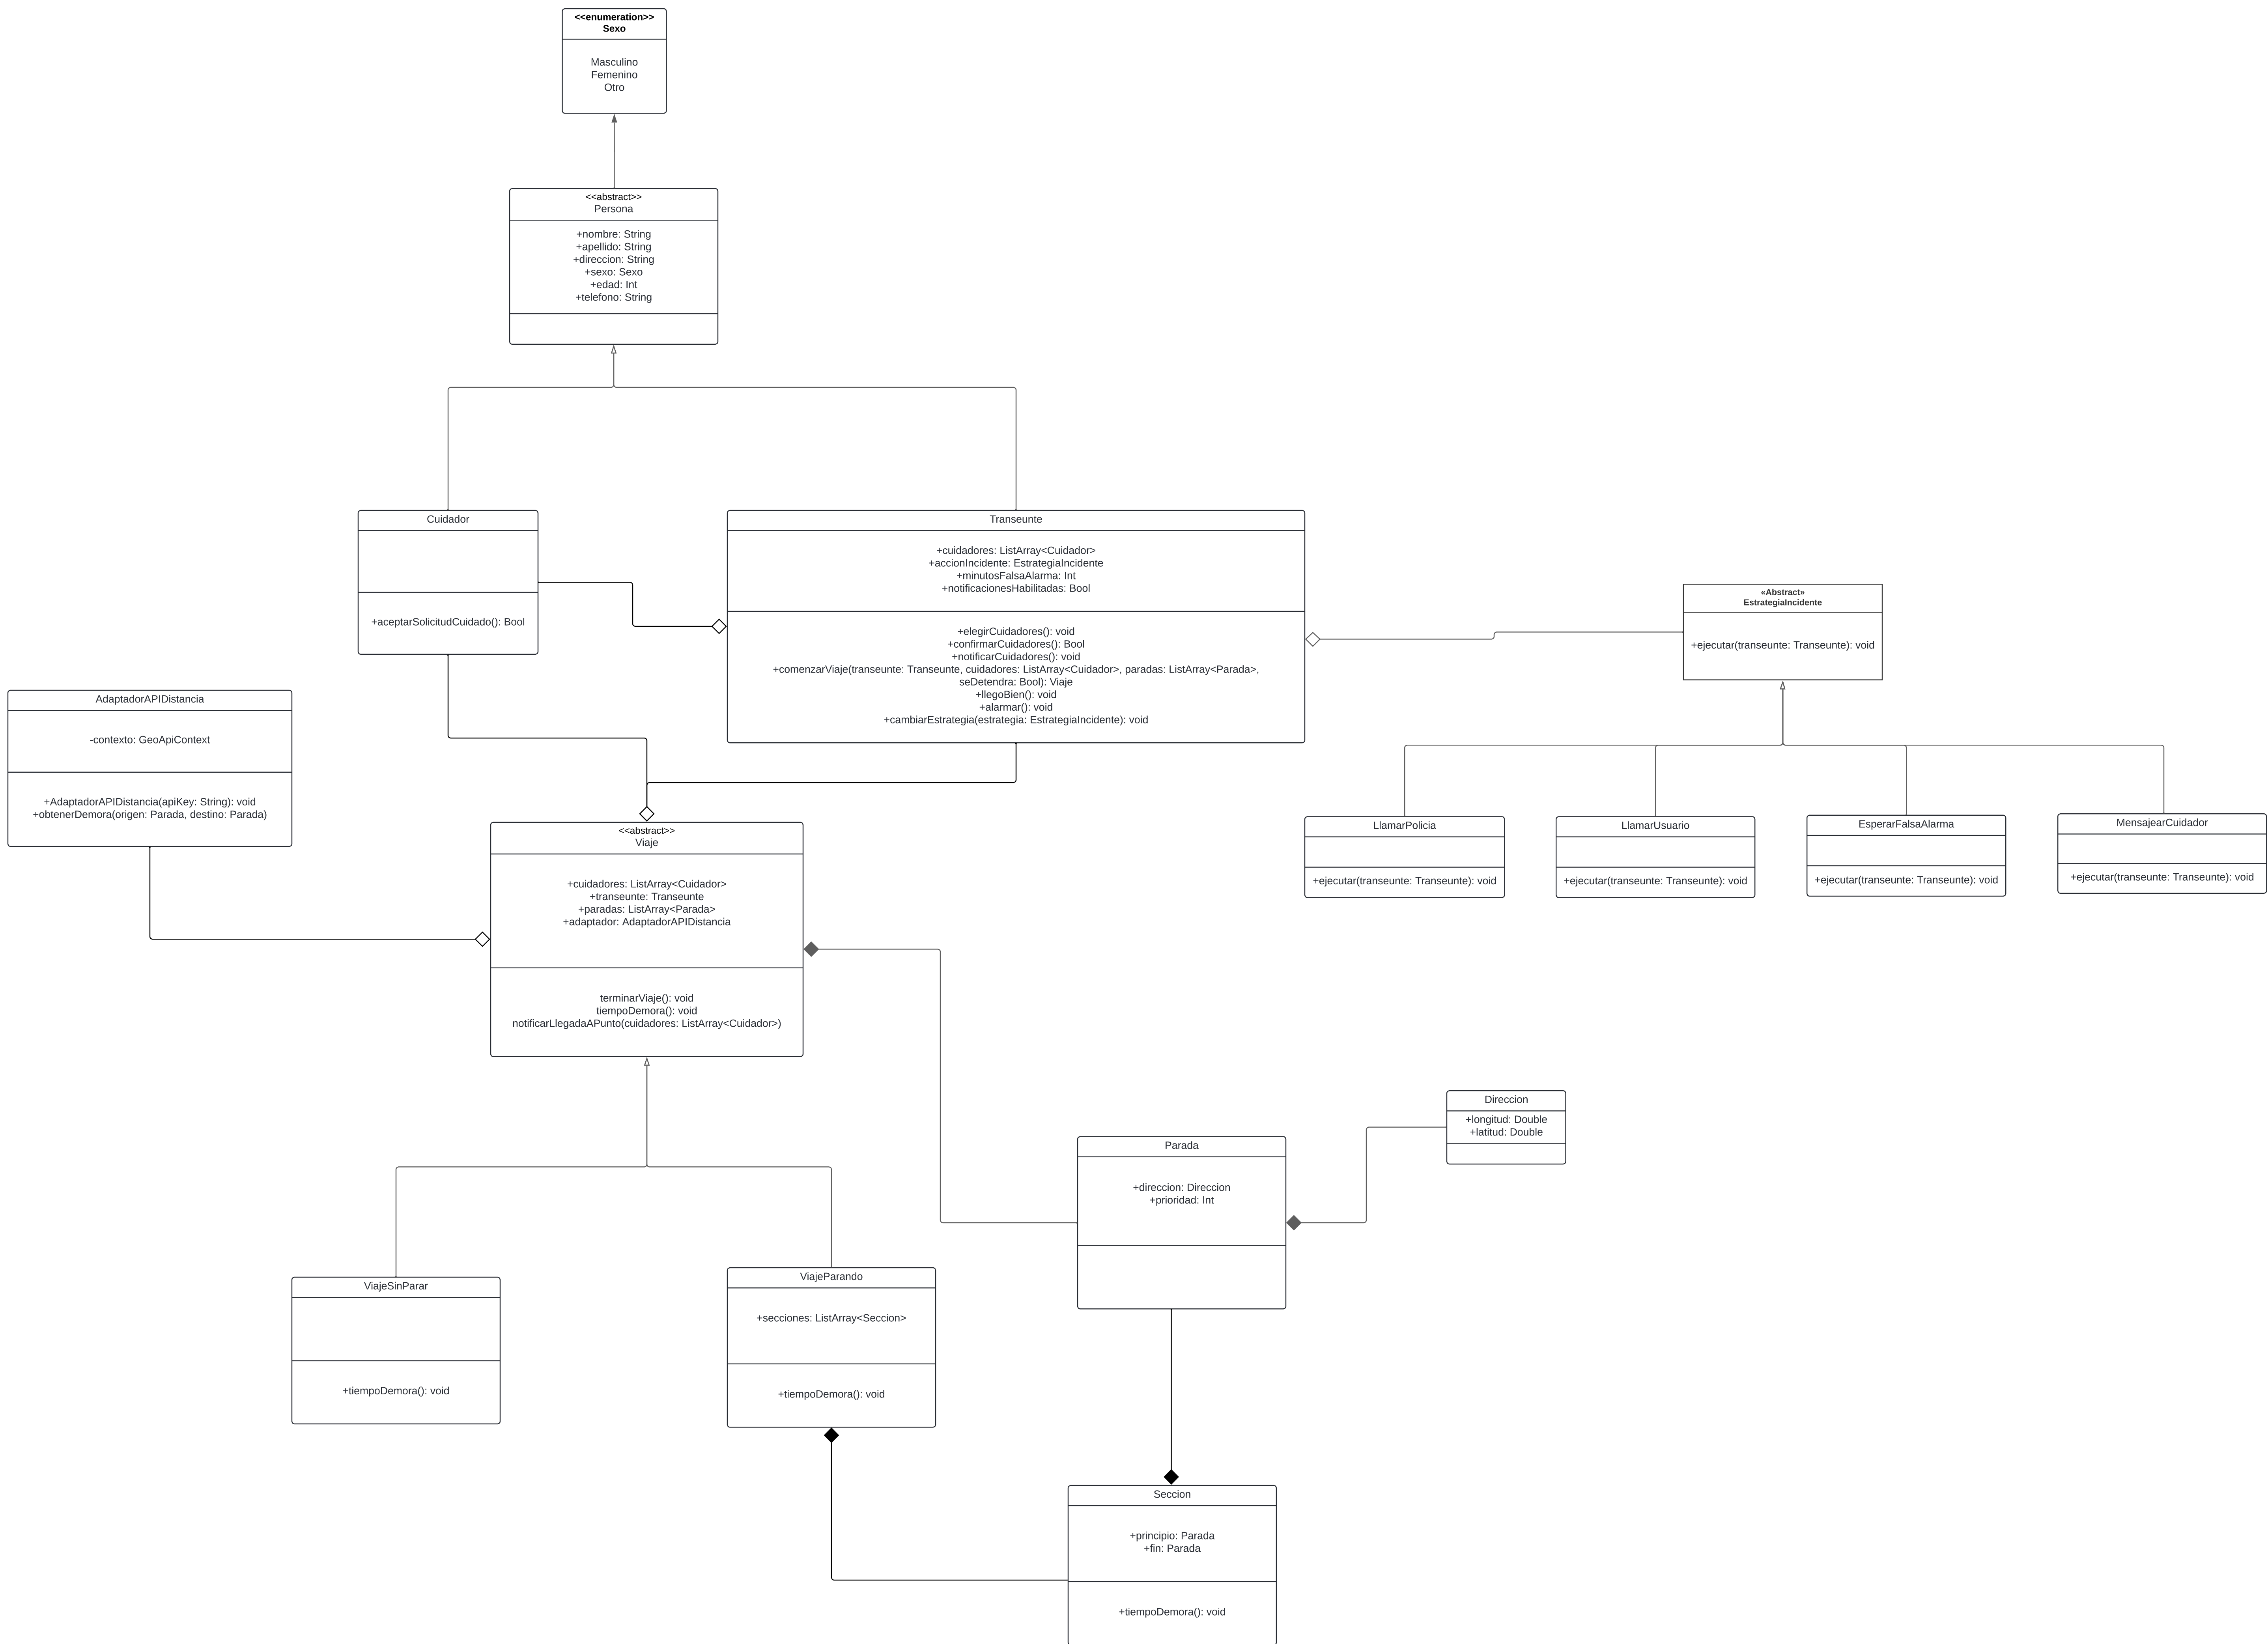 <<enumeration>>
Sexo
Masculino
Femenino
Otro
<<abstract>>
Persona
+nombre: String
+apellido: String
+direccion: String
+sexo: Sexo
+edad: Int
+telefono: String
Cuidador
+aceptarSolicitudCuidado(): Bool
Transeunte
+cuidadores: ListArray<Cuidador>
+accionIncidente: EstrategiaIncidente
+minutosFalsaAlarma: Int
+notificacionesHabilitadas: Bool
+elegirCuidadores(): void
+confirmarCuidadores(): Bool
+notificarCuidadores(): void
+comenzarViaje(transeunte: Transeunte, cuidadores: ListArray<Cuidador>, paradas: ListArray<Parada>,
seDetendra: Bool): Viaje
+llegoBien(): void
+alarmar(): void
+cambiarEstrategia(estrategia: EstrategiaIncidente): void
«Abstract»
EstrategiaIncidente
+ejecutar(transeunte: Transeunte): void
AdaptadorAPIDistancia
-contexto: GeoApiContext
+AdaptadorAPIDistancia(apiKey: String): void
+obtenerDemora(origen: Parada, destino: Parada)
<<abstract>>
Viaje
+cuidadores: ListArray<Cuidador>
+transeunte: Transeunte
+paradas: ListArray<Parada>
+adaptador: AdaptadorAPIDistancia
terminarViaje(): void
tiempoDemora(): void
notificarLlegadaAPunto(cuidadores: ListArray<Cuidador>)
LlamarPolicia
+ejecutar(transeunte: Transeunte): void
LlamarUsuario
+ejecutar(transeunte: Transeunte): void
EsperarFalsaAlarma
+ejecutar(transeunte: Transeunte): void
MensajearCuidador
+ejecutar(transeunte: Transeunte): void
Direccion
+longitud: Double
+latitud: Double
Parada
+direccion: Direccion
+prioridad: Int
ViajeSinParar
+tiempoDemora(): void
ViajeParando
+secciones: ListArray<Seccion>
+tiempoDemora(): void
Seccion
+principio: Parada
+fin: Parada
+tiempoDemora(): void